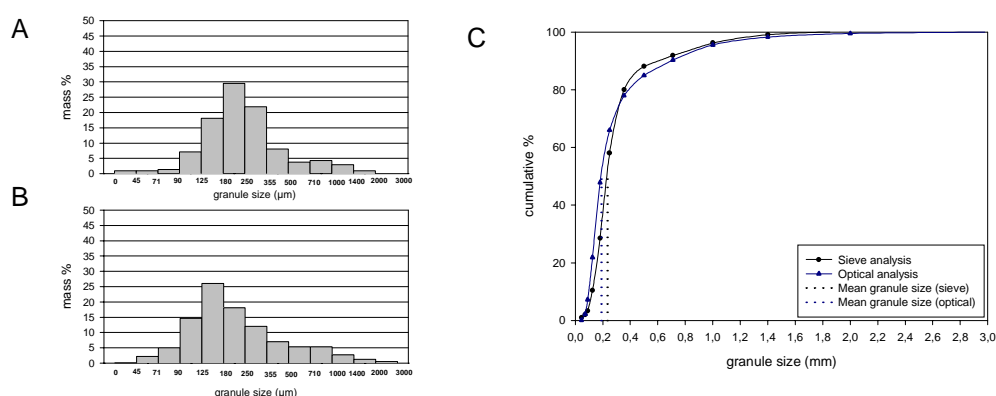 A
50
45
40
35
30
25
20
15
10
5
0
mass %
0 45 71 90 125 180 250 355 500 710 1000 1400 2000 3000
granule size (µm)
B
50
45
40
35
30
25
20
15
10
5
0
mass %
0 45 71 90 125 180 250 355 500 710 1000 1400 2000 3000
granule size (µm)
C
100
80
60
40
20
0
cumulative %
Sieve analysis
Optical analysis
Mean granule size (sieve)
Mean granule size (optical)
0,0 0,2 0,4 0,6 0,8 1,0 1,2 1,4 1,6 1,8 2,0 2,2 2,4 2,6 2,8 3,0
granule size (mm)